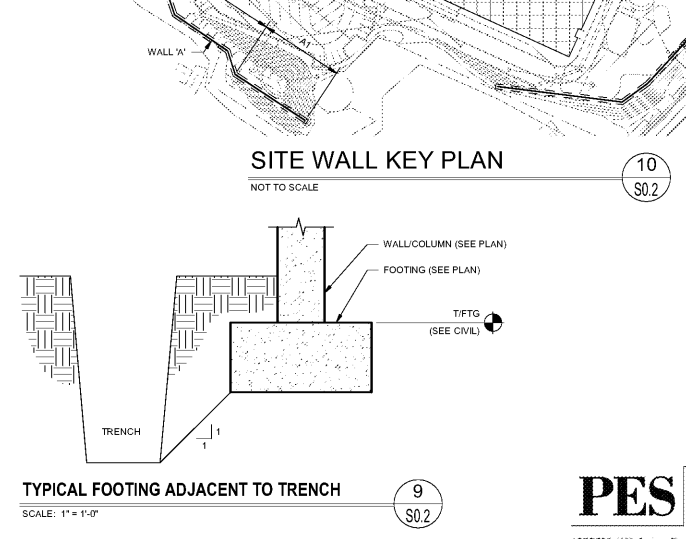 WALL 'A'
A1
SITE WALL KEY PLAN
NOT TO SCALE
10
S0.2
WALL/COLUMN (SEE PLAN)
FOOTING (SEE PLAN)
T/FTG
(SEE CIVIL)
TRENCH
1
1
TYPICAL FOOTING ADJACENT TO TRENCH
SCALE: 1" = 1'-0"
9
S0.2
PES